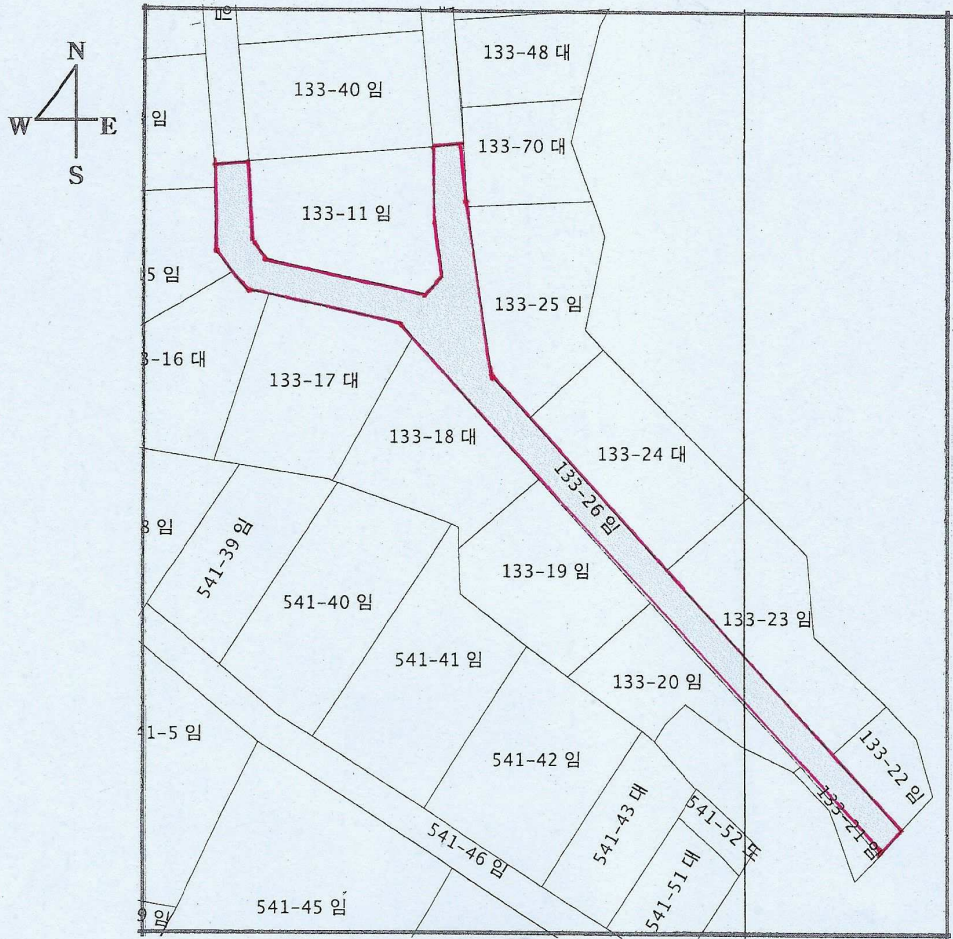 N
W E
S
133-48 대
133-40 임
임
133-70 대
133-11 임
5 임
133-25 임
3-16 대
133-17 대
133-18 대
133-24 대
133-26 임
8 임
541-39 임
133-19 임
541-40 임
133-23 임
541-41 임
133-20 임
1-5 임
541-42 임
133-22 임
133-21 임
541-43 대
541-52 도
541-46 임
541-51 대
541-45 임
9 임